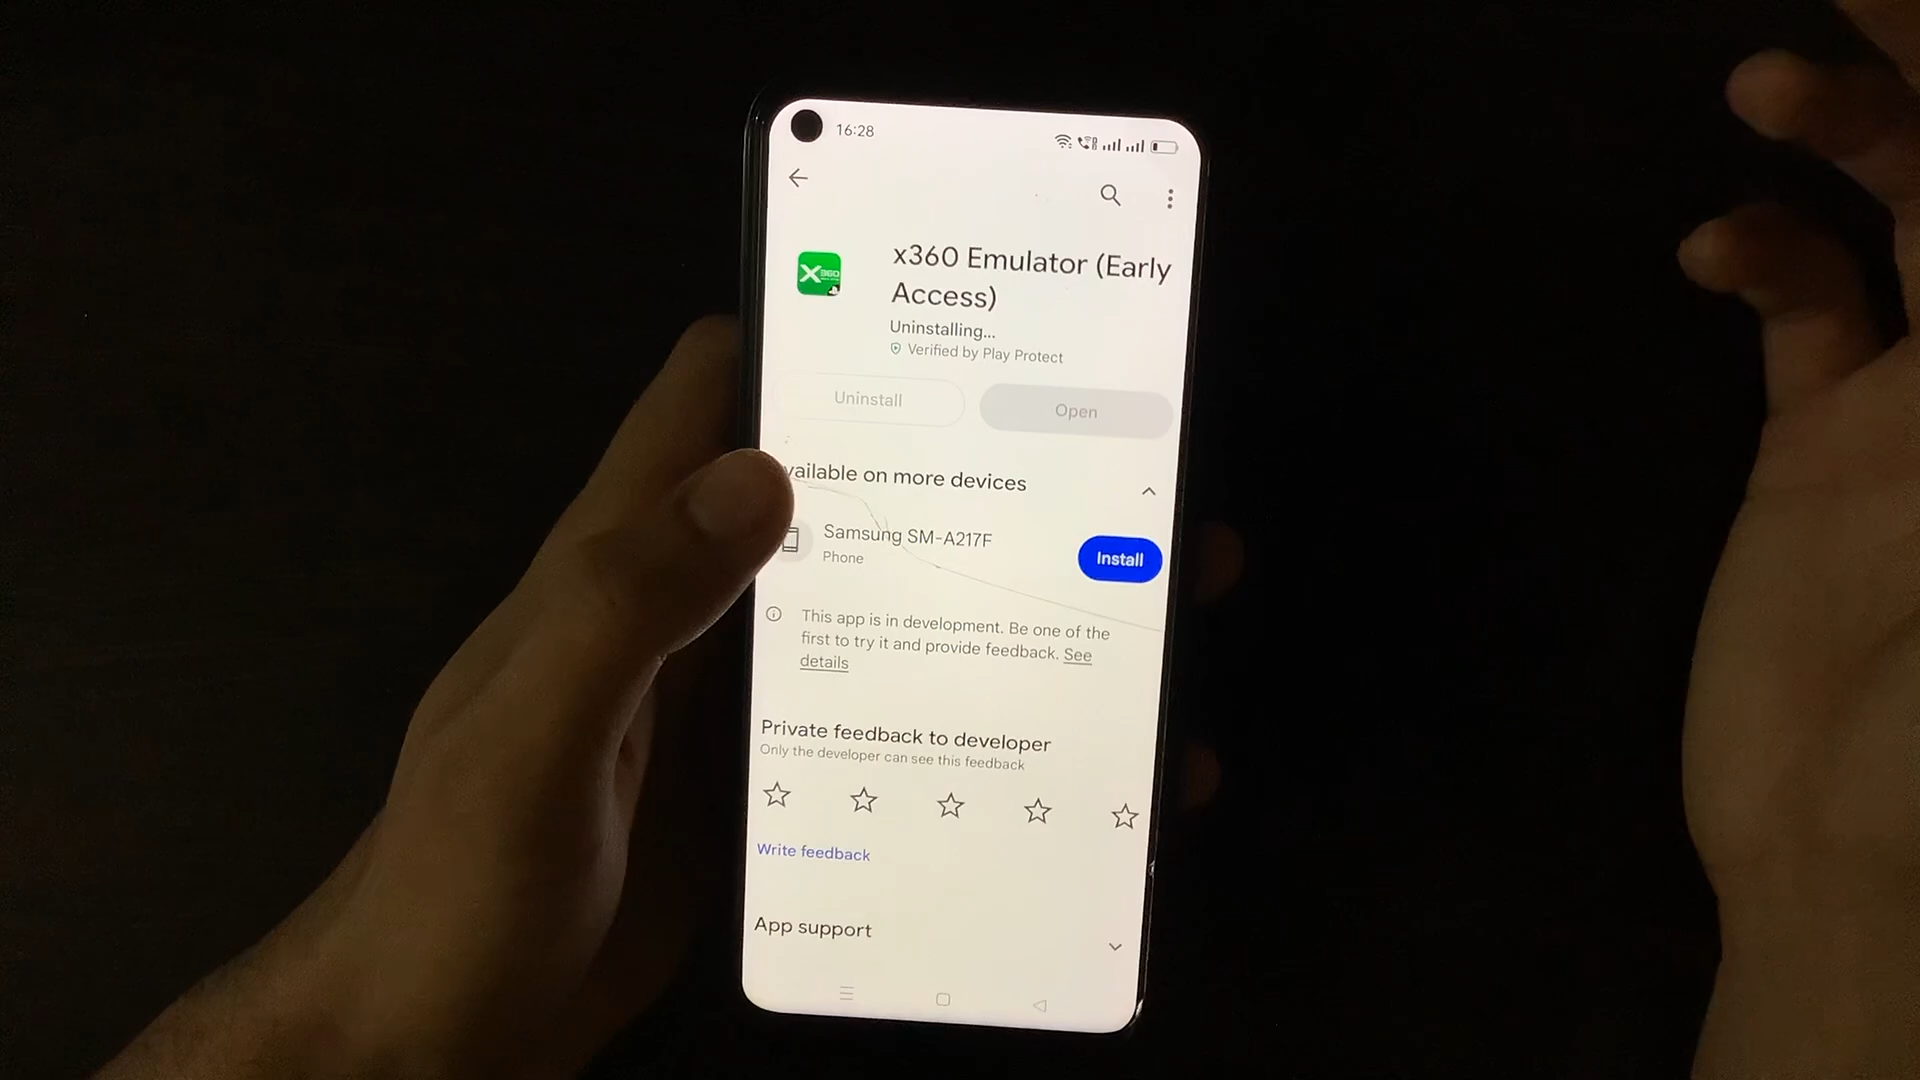 16:28
X360
x360 Emulator (Early
Access)
Uninstalling...
Verified by Play Protect
Uninstall
Open
vailable on more devices
Samsung SM-A217F
Phone
Install
This app is in development. Be one of the
first to try it and provide feedback. See
details
Private feedback to developer
Only the developer can see this feedback
Write feedback
App support